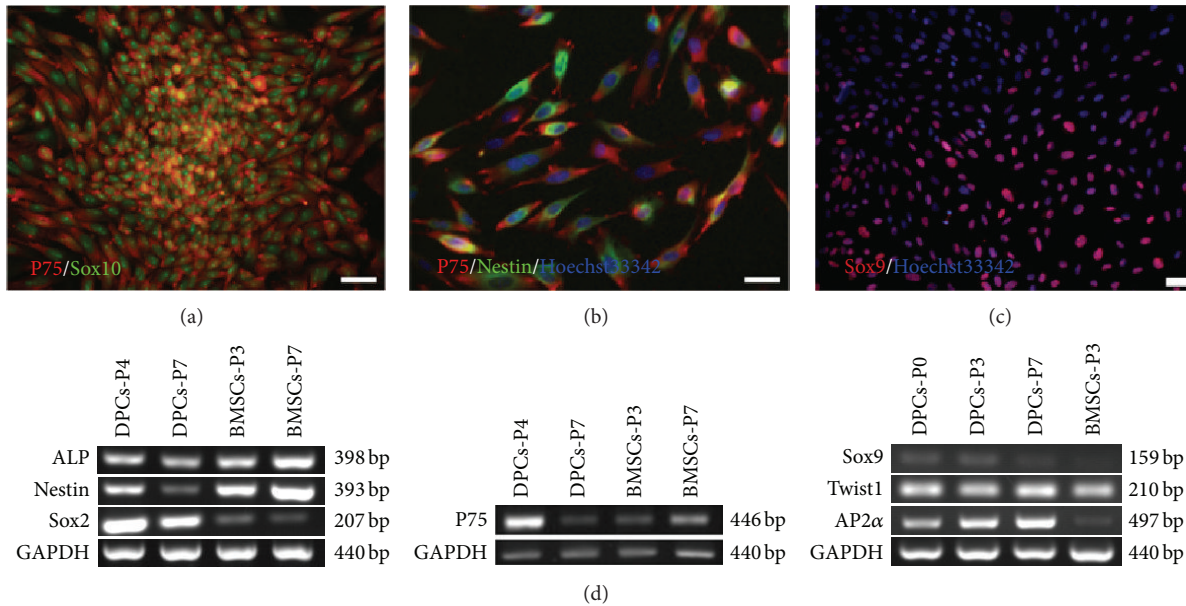 P75/Sox10
P75/Nestin/Hoechst33342
Sox9/Hoechst33342
(a)
(b)
(c)
DPCs-P4
DPCs-P7
BMSCs-P3
BMSCs-P7
ALP 398 bp
Nestin 393 bp
Sox2 207 bp
GAPDH 440 bp
DPCs-P4
DPCs-P7
BMSCs-P3
BMSCs-P7
P75 446 bp
GAPDH 440 bp
DPCs-P0
DPCs-P3
DPCs-P7
BMSCs-P3
Sox9 159 bp
Twist1 210 bp
AP2α 497 bp
GAPDH 440 bp
(d)